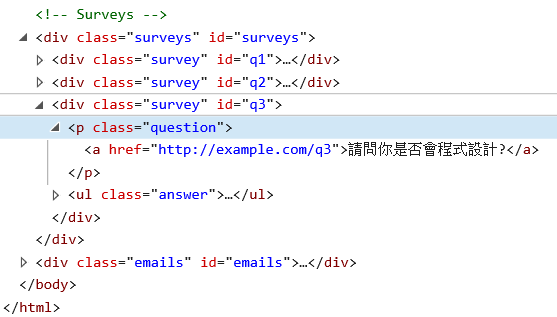 <!-- Surveys -->
<div class="surveys" id="surveys">
<div class="survey" id="q1">…</div>
<div class="survey" id="q2">…</div>
<div class="survey" id="q3">
<p class="question">
<a href="http://example.com/q3">請問你是否會程式設計?</a>
</p>
<ul class="answer">…</ul>
</div>
</div>
<div class="emails" id="emails">…</div>
</body>
</html>